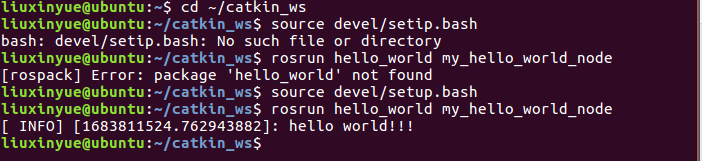 liuxinyue@ubuntu:~$ cd ~/catkin_ws
liuxinyue@ubuntu:~/catkin_ws$ source devel/setip.bash
bash: devel/setip.bash: No such file or directory
liuxinyue@ubuntu:~/catkin_ws$ rosrun hello_world my_hello_world_node
[rospack] Error: package 'hello_world' not found
liuxinyue@ubuntu:~/catkin_ws$ source devel/setup.bash
liuxinyue@ubuntu:~/catkin_ws$ rosrun hello_world my_hello_world_node
[ INFO] [1683811524.762943882]: hello world!!!
liuxinyue@ubuntu:~/catkin_ws$